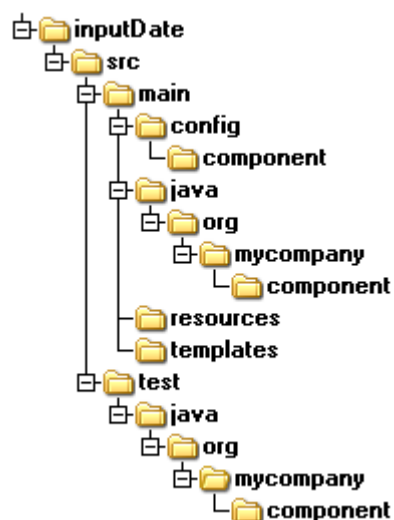 inputDate
src
main
config
component
java
org
mycompany
component
resources
templates
test
java
org
mycompany
component